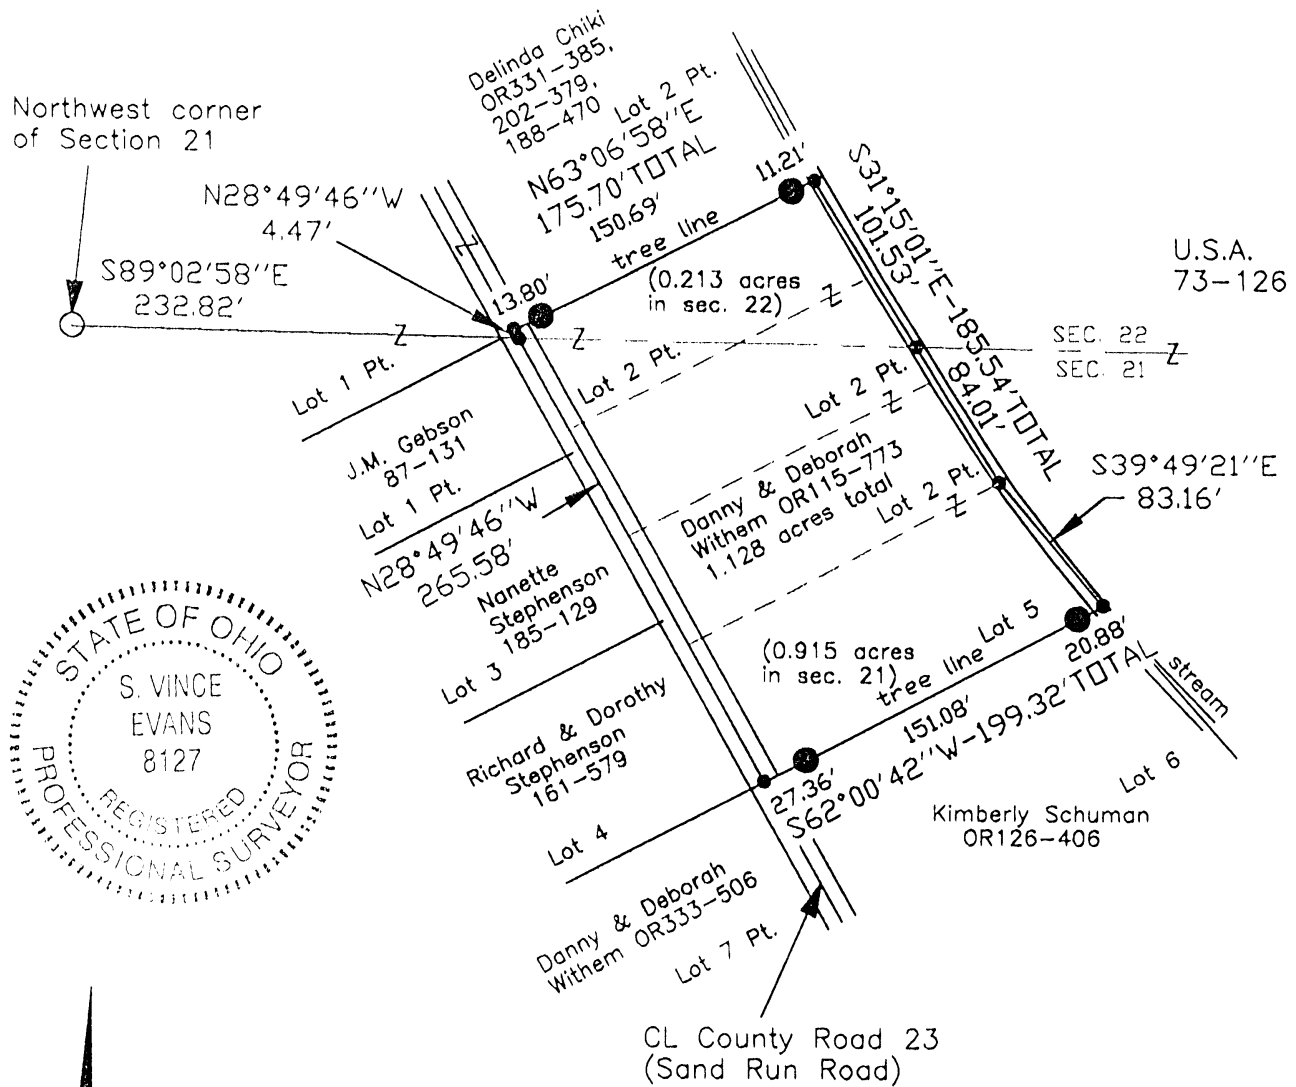 Delinda Chiki
OR331-385,
202-379,
188-470
Lot 2 Pt.
N63°06'58''E
175.70' TOTAL
150.69'
11.21'
tree line
(0.213 acres
in sec. 22)
Northwest corner
of Section 21
N28°49'46''W
4.47'
S89°02'58''E
232.82'
13.80'
Z
Z
Z
Z
S31°15'01''E-185.54' TOTAL
101.53'
84.01'
U.S.A.
73-126
SEC. 22
SEC. 21
Z
Lot 1 Pt.
Lot 2 Pt.
Lot 2 Pt.
Z
J.M. Gebson
87-131
Lot 1 Pt.
Danny & Deborah
Withem OR115-773
1.128 acres total
Lot 2 Pt.
Z
S39°49'21''E
83.16'
N28°49'46''W
265.58'
Nanette
Stephenson
185-129
Lot 3
(0.915 acres
in sec. 21)
Lot 5
tree line
151.08'
20.88'
27.36'
S62°00'42''W-199.32' TOTAL
stream
Richard & Dorothy
Stephenson
161-579
Lot 4
Lot 6
Kimberly Schuman
OR126-406
Danny & Deborah
Withem OR333-506
Lot 7 Pt.
CL County Road 23
(Sand Run Road)
STATE OF OHIO
S. VINCE
EVANS
8127
REGISTERED
PROFESSIONAL SURVEYOR